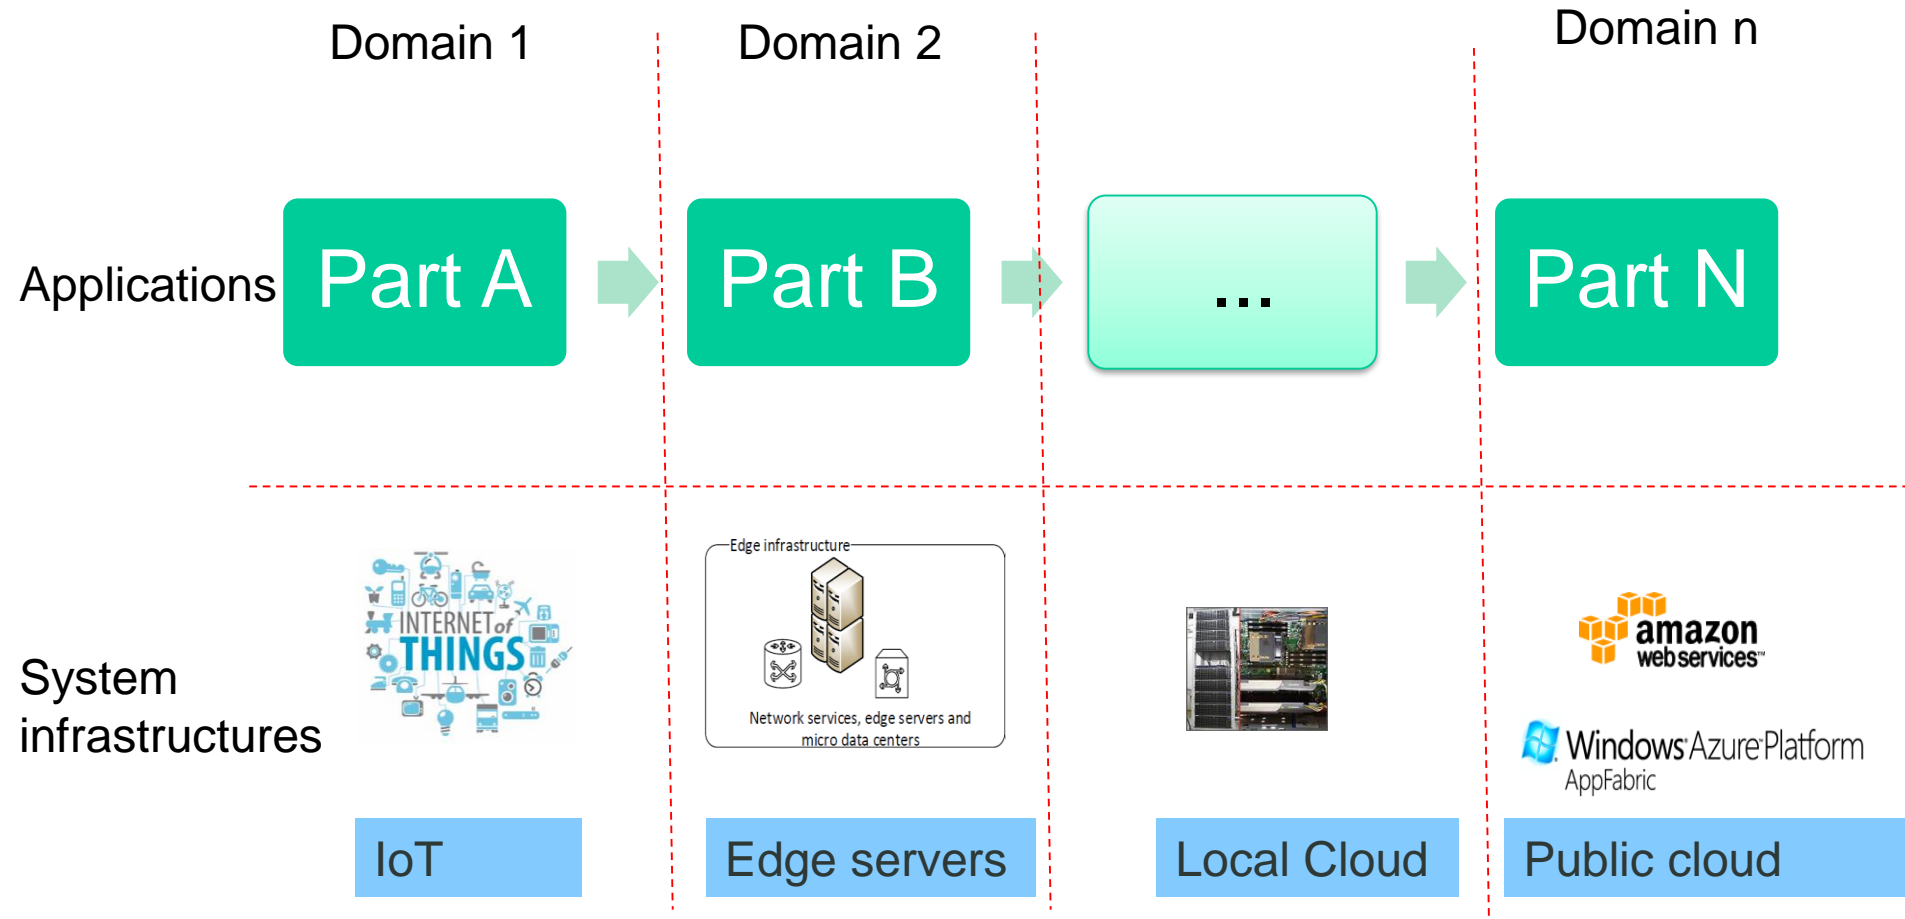 Domain 1
Domain 2
Domain n
Applications
Part A
Part B
...
Part N
System
infrastructures
INTERNET of
THINGS
Edge infrastructure
Network services, edge servers and
micro data centers
amazon
web services™
Windows Azure Platform
AppFabric
IoT
Edge servers
Local Cloud
Public cloud